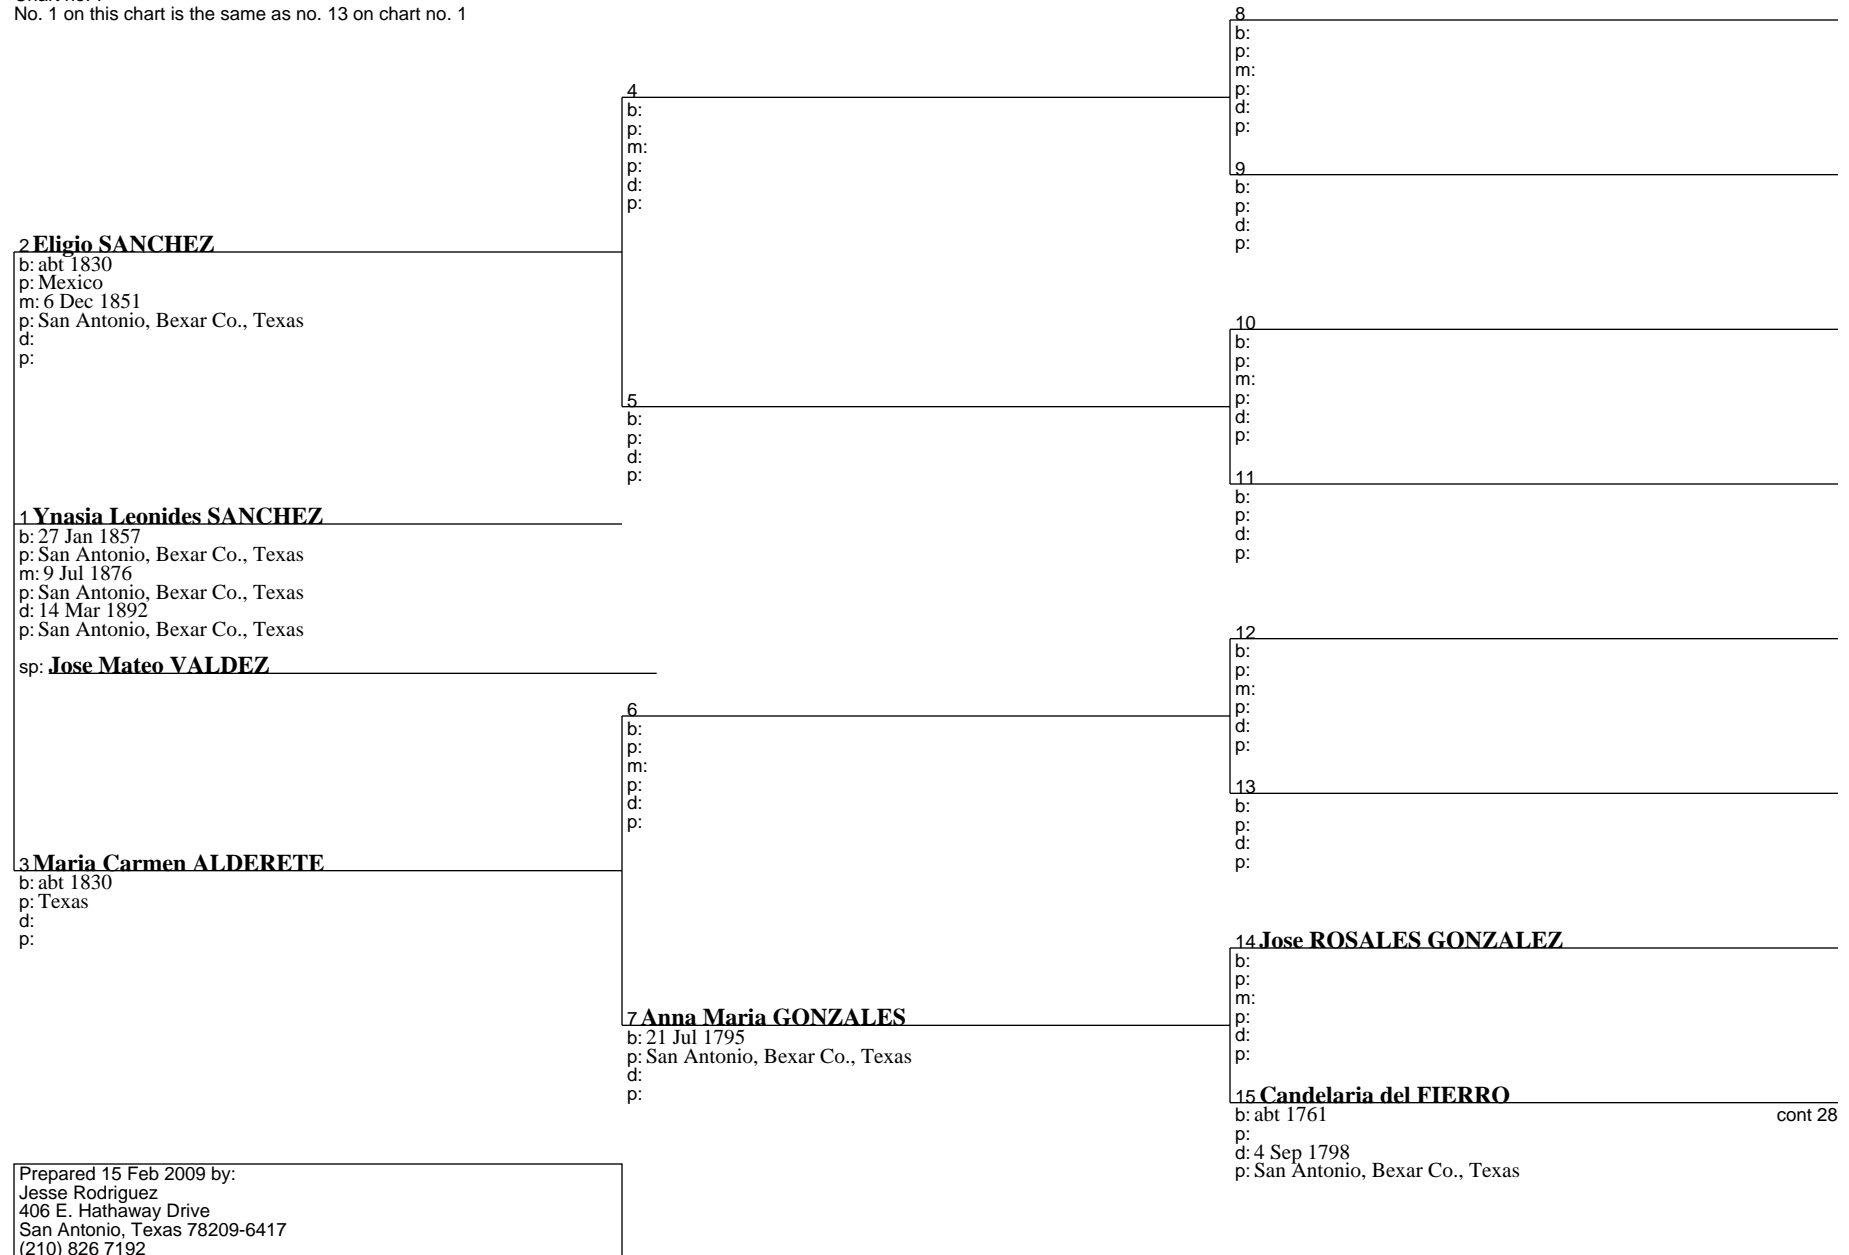 No. 1 on this chart is the same as no. 13 on chart no. 1
8
b:
p:
m:
p:
d:
p:
4
b:
p:
m:
p:
d:
p:
9
b:
p:
d:
p:
2 Eligio SANCHEZ
b: abt 1830
p: Mexico
m: 6 Dec 1851
p: San Antonio, Bexar Co., Texas
d:
p:
10
b:
p:
m:
p:
d:
p:
5
b:
p:
d:
p:
11
b:
p:
d:
p:
1 Ynasia Leonides SANCHEZ
b: 27 Jan 1857
p: San Antonio, Bexar Co., Texas
m: 9 Jul 1876
p: San Antonio, Bexar Co., Texas
d: 14 Mar 1892
p: San Antonio, Bexar Co., Texas
sp: Jose Mateo VALDEZ
12
b:
p:
m:
p:
d:
p:
6
b:
p:
m:
p:
d:
p:
13
b:
p:
d:
p:
3 Maria Carmen ALDERETE
b: abt 1830
p: Texas
d:
p:
14 Jose ROSALES GONZALEZ
b:
p:
m:
p:
d:
p:
7 Anna Maria GONZALES
b: 21 Jul 1795
p: San Antonio, Bexar Co., Texas
d:
p:
15 Candelaria del FIERRO
b: abt 1761 cont 28
p:
d: 4 Sep 1798
p: San Antonio, Bexar Co., Texas
Prepared 15 Feb 2009 by:
Jesse Rodriguez
406 E. Hathaway Drive
San Antonio, Texas 78209-6417
(210) 826 7192